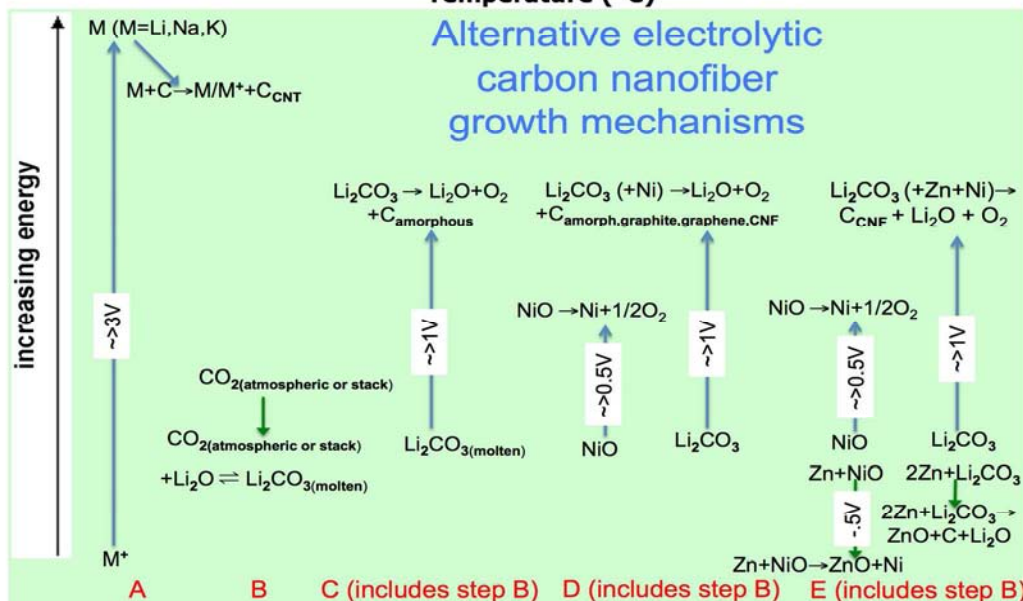 Temperature (°C)
increasing energy
Alternative electrolytic
carbon nanofiber
growth mechanisms
M (M=Li,Na,K)
M+C→M/M⁺+C_CNT
~>3V
M⁺
A
CO₂(atmospheric or stack)
CO₂(atmospheric or stack)
+Li₂O ⇌ Li₂CO₃(molten)
B
Li₂CO₃ → Li₂O+O₂
+C_amorphous
~>1V
Li₂CO₃(molten)
C (includes step B)
Li₂CO₃ (+Ni) →Li₂O+O₂
+C_amorph,graphite,graphene,CNF
NiO→Ni+1/2O₂
~>0.5V
NiO
~>1V
Li₂CO₃
D (includes step B)
Li₂CO₃ (+Zn+Ni)→
C_CNF + Li₂O + O₂
NiO→Ni+1/2O₂
~>0.5V
NiO
Zn+NiO
-.5V
Zn+NiO→ZnO+Ni
~>1V
Li₂CO₃
2Zn+Li₂CO₃
2Zn+Li₂CO₃→
ZnO+C+Li₂O
E (includes step B)